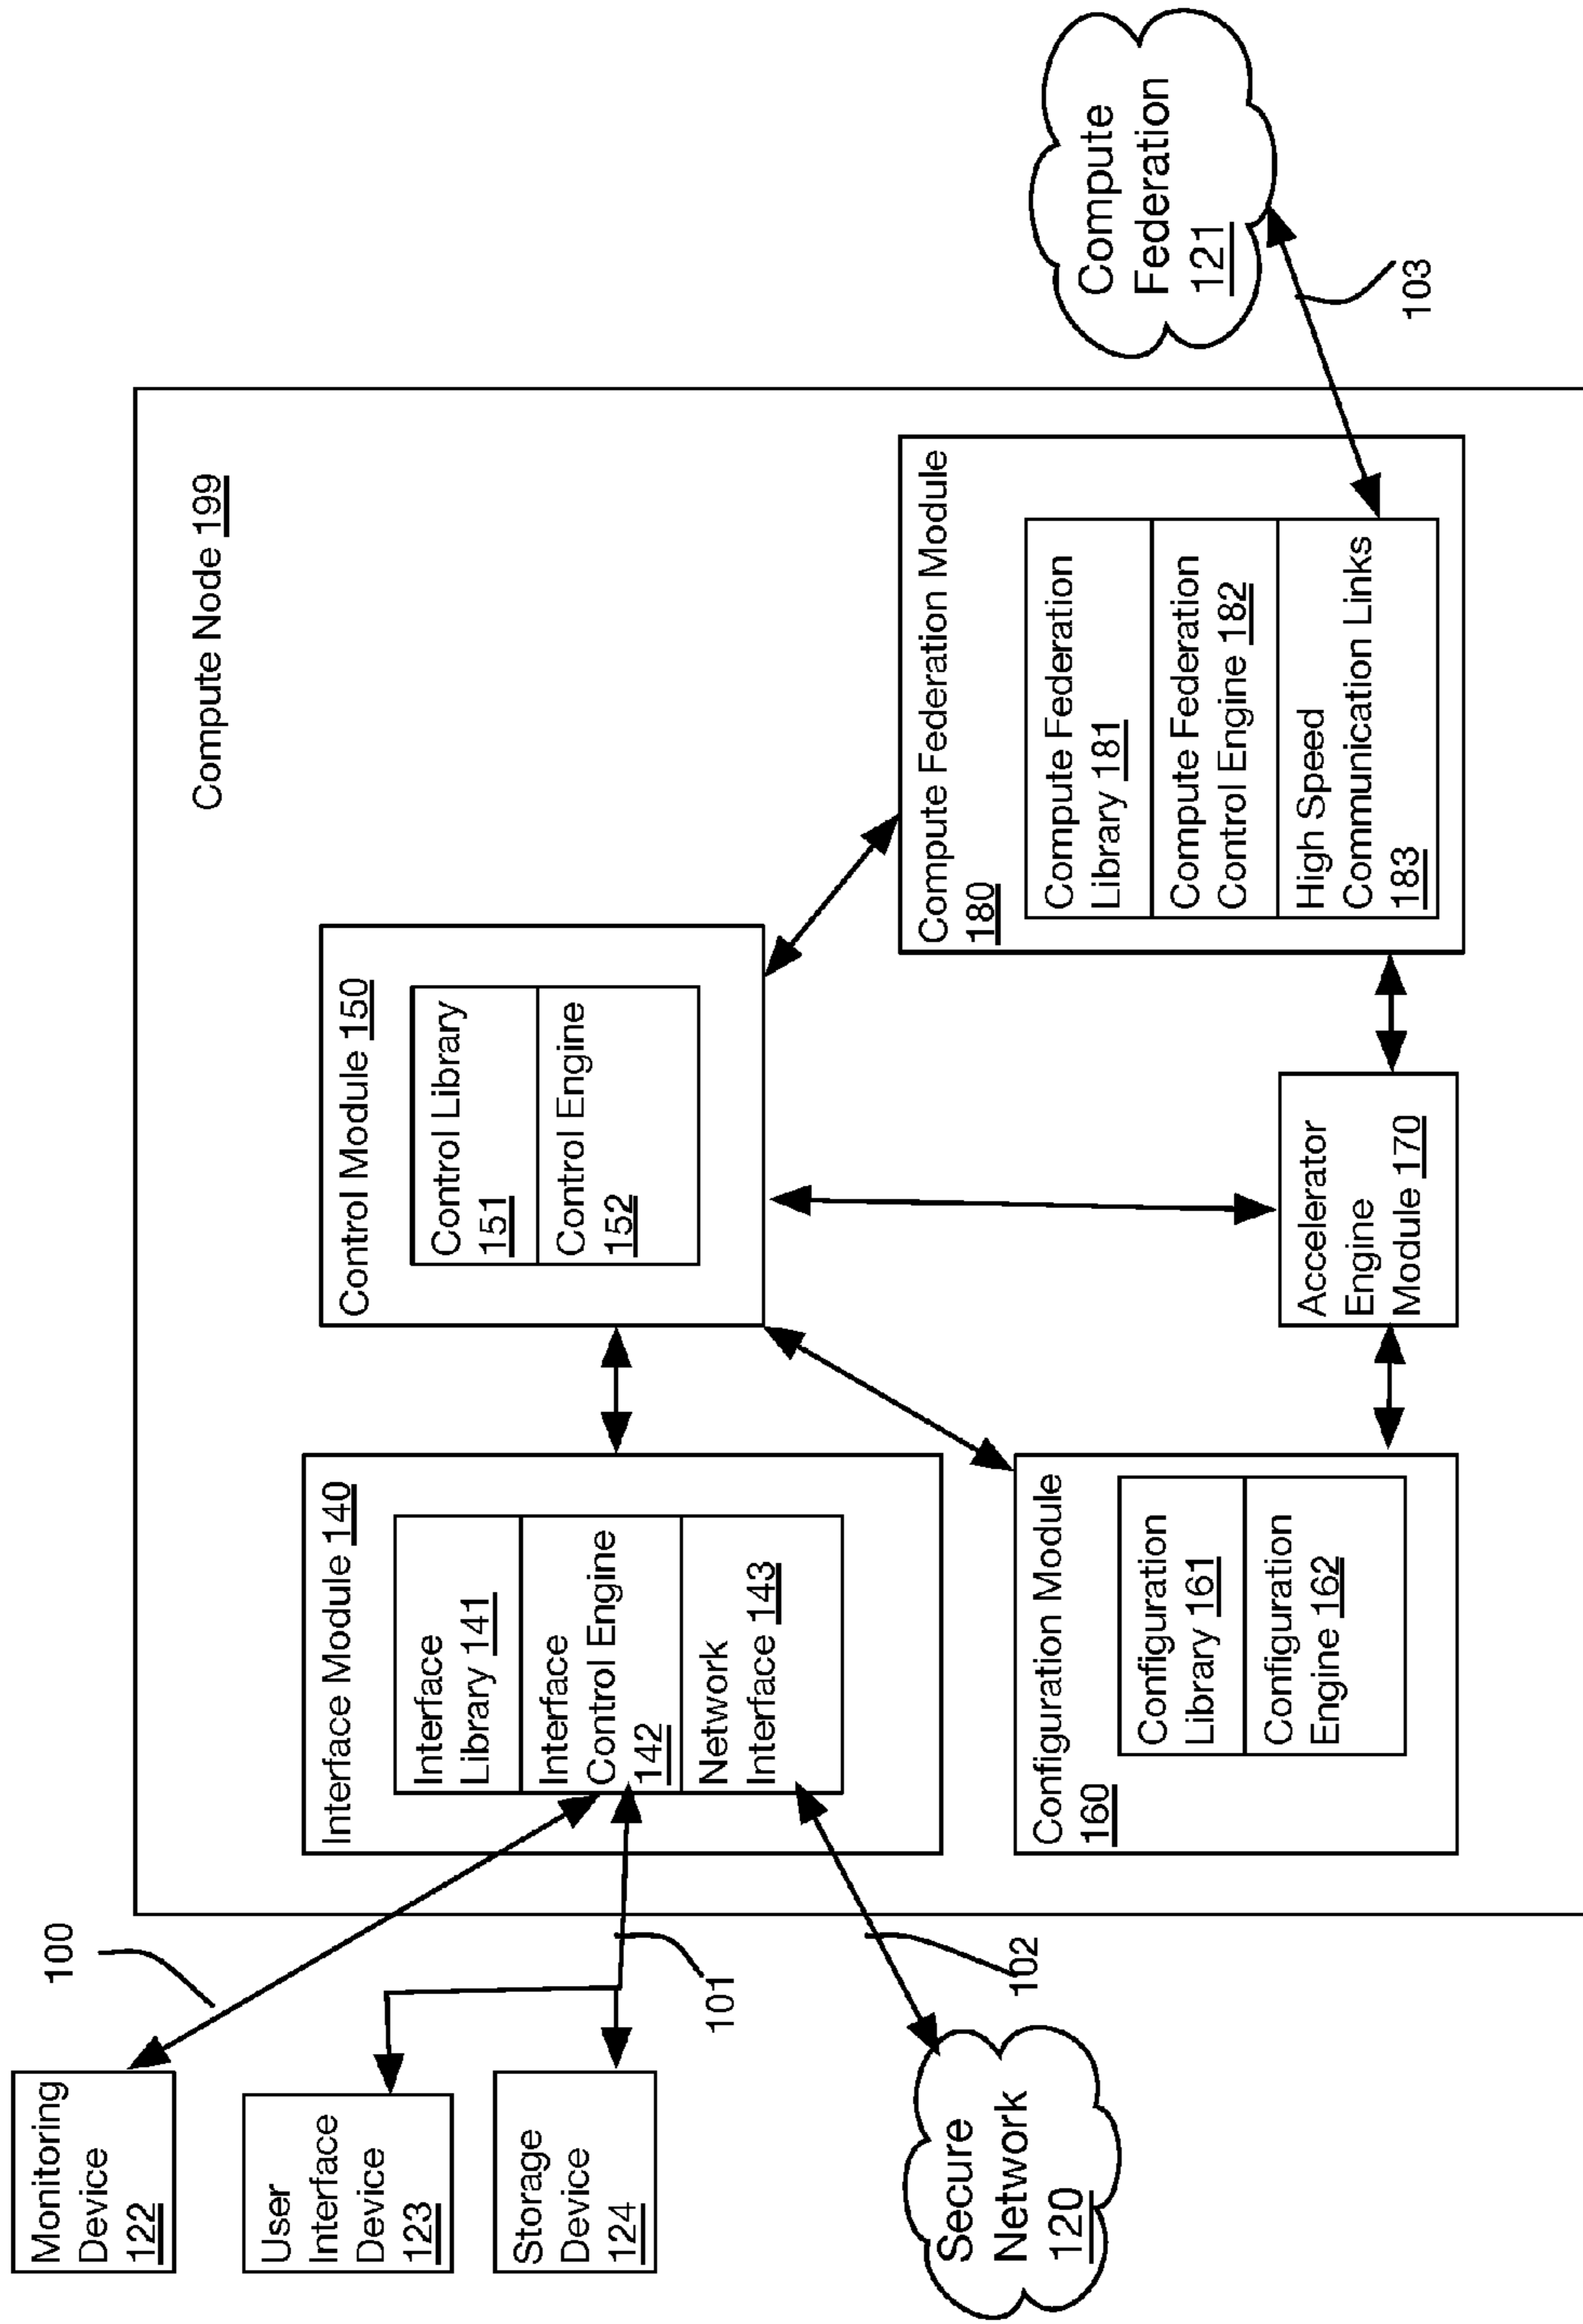 Compute Node 199
100
Monitoring
Device
122
User
Interface
Device
123
Storage
Device
124
101
102
Secure
Network
120
Interface Module 140
Interface
Library 141
Interface
Control Engine
142
Network
Interface 143
Control Module 150
Control Library
151
Control Engine
152
Configuration Module
160
Configuration
Library 161
Configuration
Engine 162
Accelerator
Engine
Module 170
Compute Federation Module
180
Compute Federation
Library 181
Compute Federation
Control Engine 182
High Speed
Communication Links
183
Compute
Federation
121
103